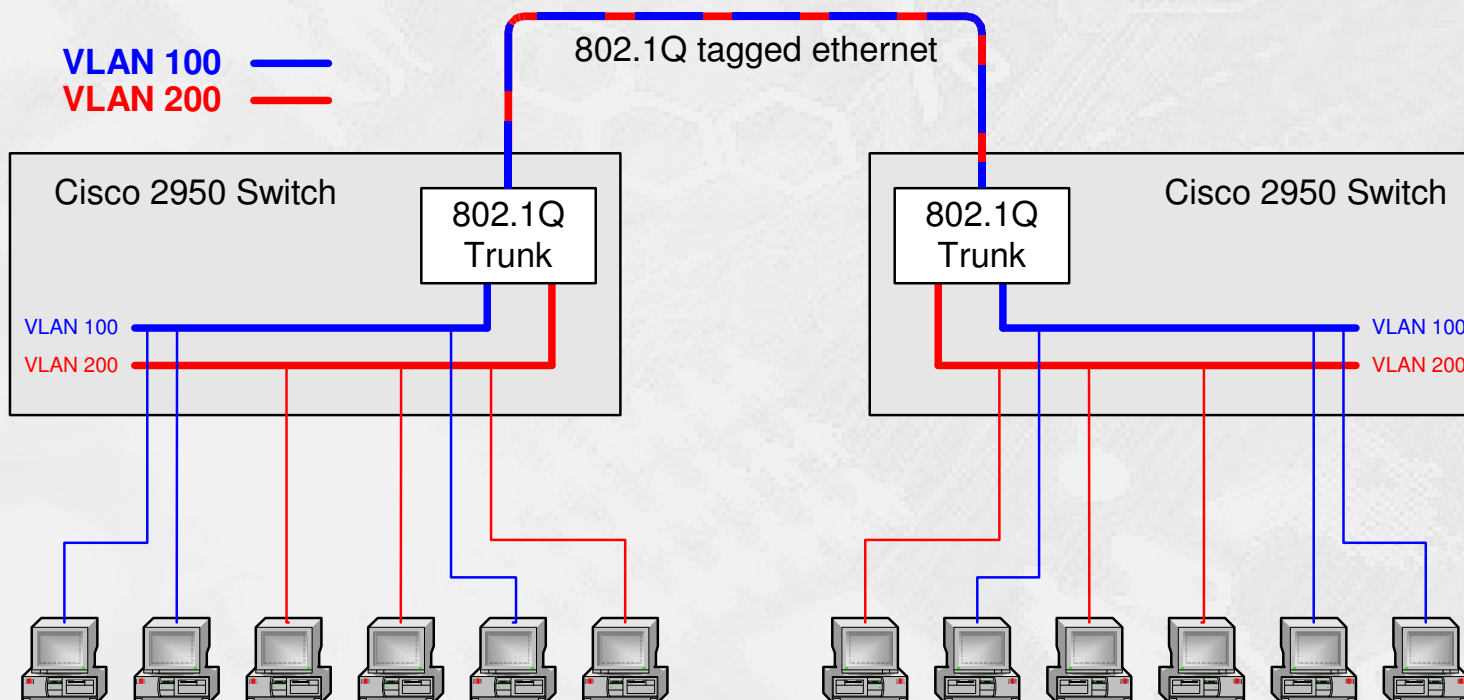 802.1Q tagged ethernet
VLAN 100
VLAN 200
Cisco 2950 Switch
802.1Q
Trunk
VLAN 100
VLAN 200
802.1Q
Trunk
Cisco 2950 Switch
VLAN 100
VLAN 200